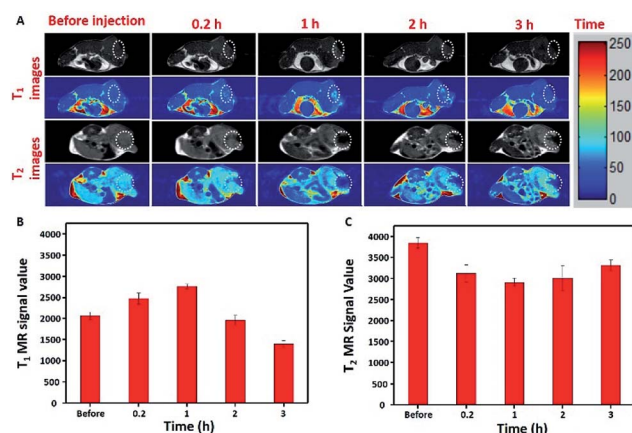 Before injection 0.2 h 1 h 2 h 3 h Time
A
T1 images
T2 images
250
200
150
100
50
0
B
T1 MR signal value
4000
3500
3000
2500
2000
1500
1000
500
0
Before 0.2 1 2 3
Time (h)
C
T2 MR Signal Value
4000
3500
3000
2500
2000
1500
1000
500
0
Before 0.2 1 2 3
Time (h)